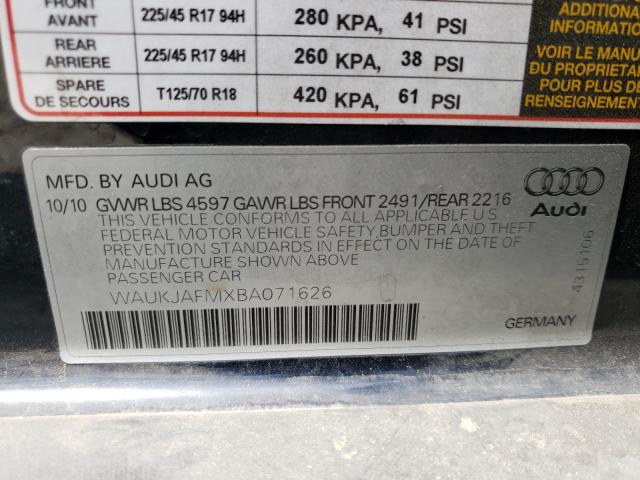 FRONT
AVANT 225/45 R17 94H 280 KPA, 41 PSI
REAR
ARRIERE 225/45 R17 94H 260 KPA, 38 PSI
SPARE
DE SECOURS T125/70 R18 420 KPA, 61 PSI
ADDITIONAL
INFORMATION
VOIR LE MANU
DU PROPRIETAI
POUR PLUS DE
RENSEIGNEMEN
MFD. BY AUDI AG
10/10 GVWR LBS 4597 GAWR LBS FRONT 2491/REAR 2216
THIS VEHICLE CONFORMS TO ALL APPLICABLE U S
FEDERAL MOTOR VEHICLE SAFETY,BUMPER AND THEFT
PREVENTION STANDARDS IN EFFECT ON THE DATE OF
MANUFACTURE SHOWN ABOVE
PASSENGER CAR
WAUKJAFMXBA071626
Audi
4315106
GERMANY